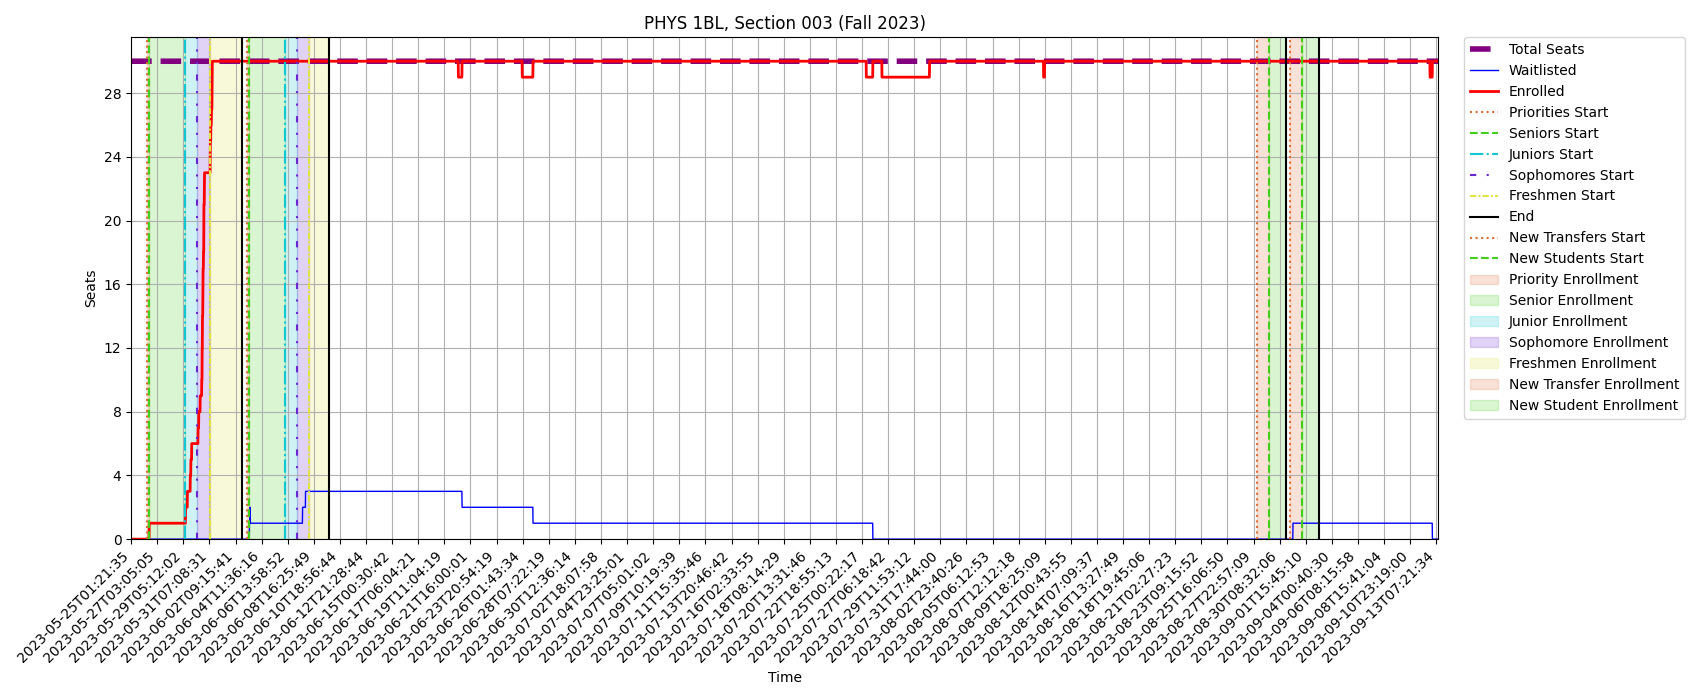 PHYS 1BL, Section 003 (Fall 2023)
Seats
28
24
20
16
12
8
4
0
2023-05-25T01:21:35
2023-05-27T03:05:05
2023-05-29T05:12:02
2023-05-31T07:08:31
2023-06-02T09:15:41
2023-06-04T11:36:16
2023-06-06T13:58:52
2023-06-08T16:25:49
2023-06-10T18:56:44
2023-06-12T21:28:44
2023-06-15T00:30:42
2023-06-17T06:04:21
2023-06-19T11:04:19
2023-06-21T16:00:01
2023-06-23T20:54:19
2023-06-26T01:43:34
2023-06-28T07:22:19
2023-06-30T12:36:14
2023-07-02T18:07:58
2023-07-04T23:25:01
2023-07-07T05:01:02
2023-07-09T10:19:39
2023-07-11T15:35:46
2023-07-13T20:46:42
2023-07-16T02:33:55
2023-07-18T08:14:29
2023-07-20T13:31:46
2023-07-22T18:55:13
2023-07-25T00:22:17
2023-07-27T06:18:42
2023-07-29T11:53:12
2023-07-31T17:44:00
2023-08-02T23:40:26
2023-08-05T06:12:53
2023-08-07T12:12:18
2023-08-09T18:25:09
2023-08-12T00:43:55
2023-08-14T07:09:37
2023-08-16T13:27:49
2023-08-18T19:45:06
2023-08-21T02:27:23
2023-08-23T09:15:52
2023-08-25T16:06:50
2023-08-27T22:57:09
2023-08-30T08:32:06
2023-09-01T15:45:10
2023-09-04T00:40:30
2023-09-06T08:15:58
2023-09-08T15:41:04
2023-09-10T23:19:00
2023-09-13T07:21:34
Time
Total Seats
Waitlisted
Enrolled
Priorities Start
Seniors Start
Juniors Start
Sophomores Start
Freshmen Start
End
New Transfers Start
New Students Start
Priority Enrollment
Senior Enrollment
Junior Enrollment
Sophomore Enrollment
Freshmen Enrollment
New Transfer Enrollment
New Student Enrollment